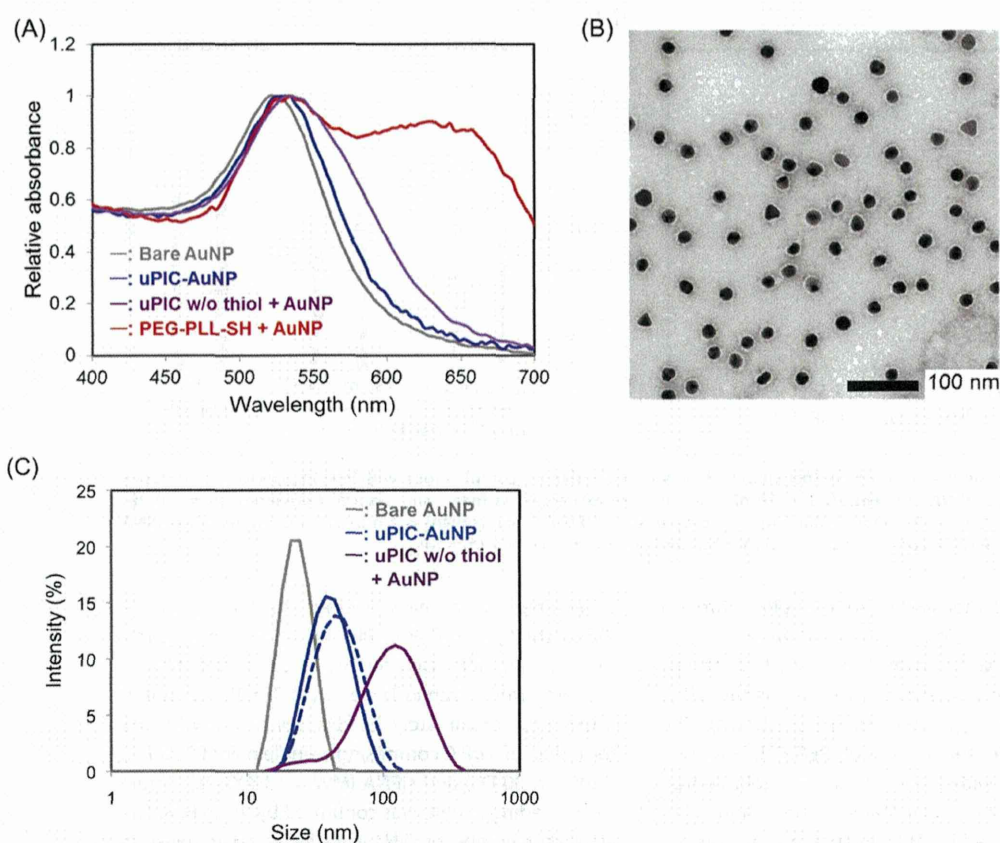 (A)
1.2
1
0.8
0.6
0.4
0.2
0
Relative absorbance
—: Bare AuNP
—: uPIC-AuNP
—: uPIC w/o thiol + AuNP
—: PEG-PLL-SH + AuNP
400 450 500 550 600 650 700
Wavelength (nm)
(B)
100 nm
(C)
25
20
15
10
5
0
Intensity (%)
—: Bare AuNP
—: uPIC-AuNP
—: uPIC w/o thiol
+ AuNP
1 10 100 1000
Size (nm)